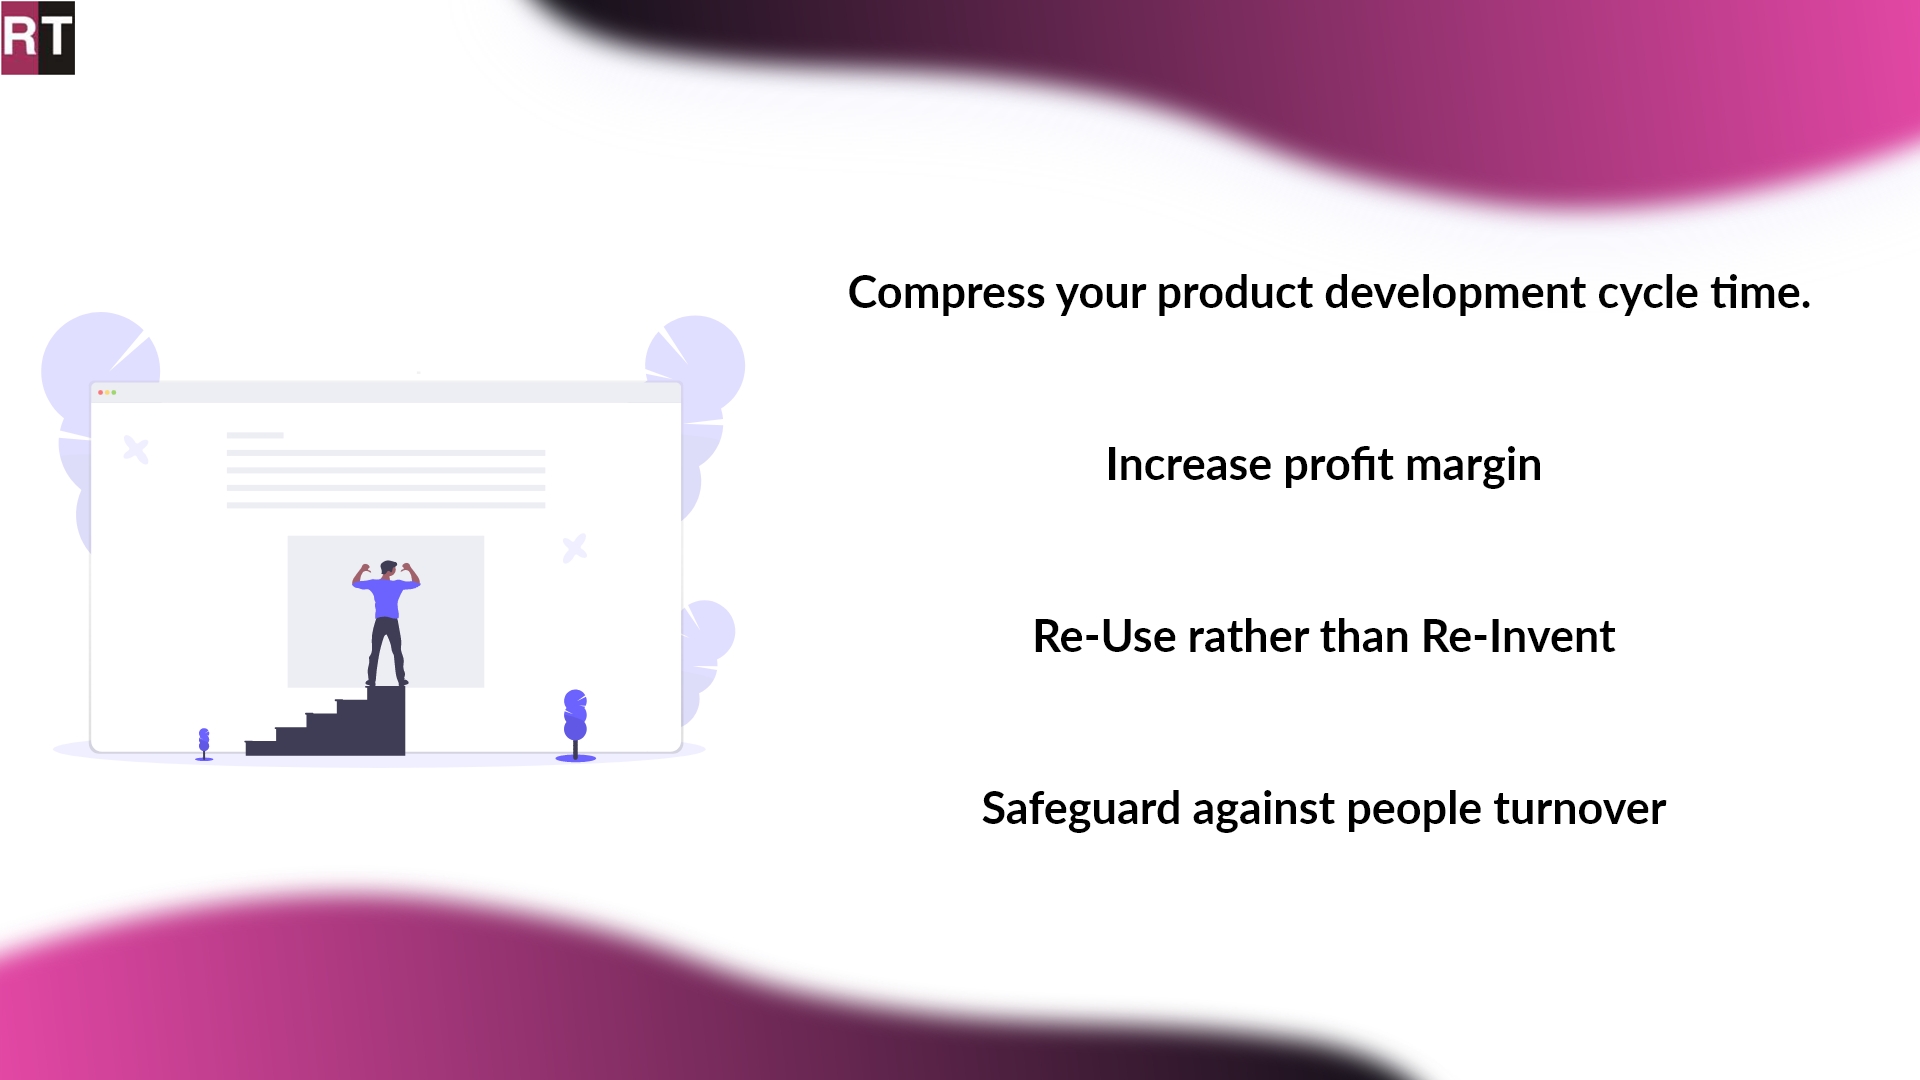 RT
Compress your product development cycle time.
Increase profit margin
Re-Use rather than Re-Invent
Safeguard against people turnover